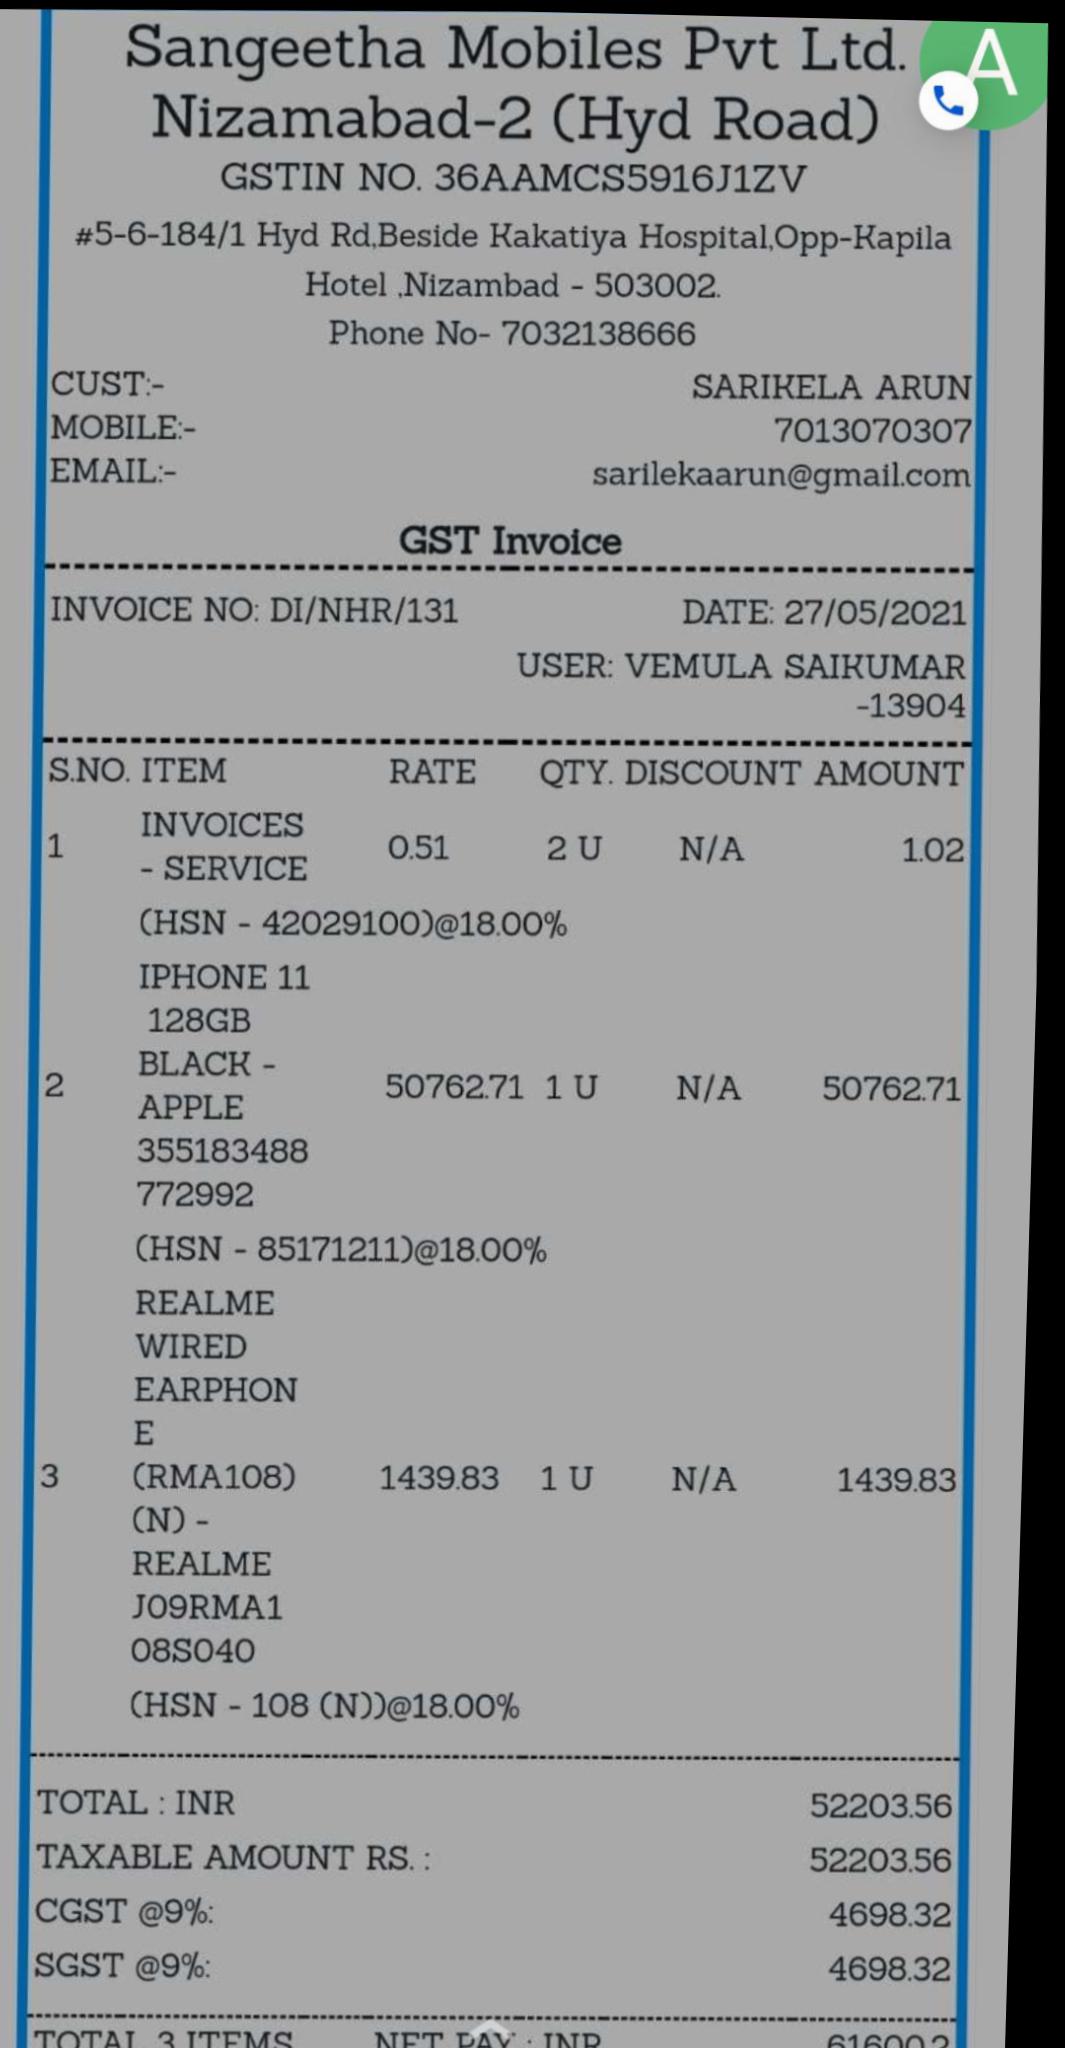 Sangeetha Mobiles Pvt Ltd.
A
Nizamabad-2 (Hyd Road)
GSTIN NO. 36AAMCS5916J1ZV
#5-6-184/1 Hyd Rd,Beside Kakatiya Hospital,Opp-Kapila
Hotel ,Nizambad - 503002.
Phone No- 7032138666
CUST:- SARIKELA ARUN
MOBILE:- 7013070307
EMAIL:- sarilekaarun@gmail.com
GST Invoice
INVOICE NO: DI/NHR/131 DATE: 27/05/2021
USER: VEMULA SAIKUMAR
-13904
S.NO. ITEM RATE QTY. DISCOUNT AMOUNT
INVOICES
1 0.51 2 U N/A 1.02
- SERVICE
(HSN - 42029100)@18.00%
IPHONE 11
128GB
BLACK -
2 50762.71 1 U N/A 50762.71
APPLE
355183488
772992
(HSN - 85171211)@18.00%
REALME
WIRED
EARPHON
E
3 (RMA108) 1439.83 1 U N/A 1439.83
(N) -
REALME
J09RMA1
08S040
(HSN - 108 (N))@18.00%
TOTAL : INR 52203.56
TAXABLE AMOUNT RS. : 52203.56
CGST @9%: 4698.32
SGST @9%: 4698.32
TOTAL 3 ITEMS NET PAY : INR 61600.2